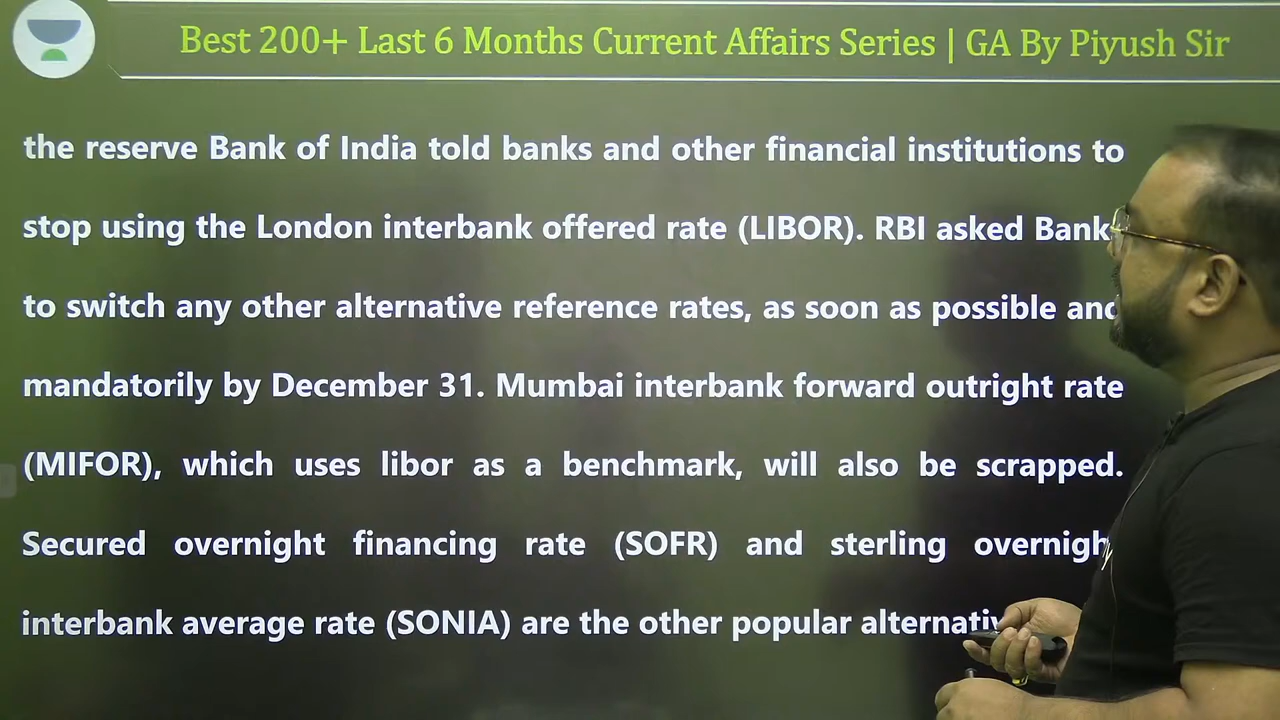 Best 200+ Last 6 Months Current Affairs Series | GA By Piyush Sir
the reserve Bank of India told banks and other financial institutions to
stop using the London interbank offered rate (LIBOR). RBI asked Bank
to switch any other alternative reference rates, as soon as possible and
mandatorily by December 31. Mumbai interbank forward outright rate
(MIFOR), which uses libor as a benchmark, will also be scrapped.
Secured overnight financing rate (SOFR) and sterling overnigh
interbank average rate (SONIA) are the other popular alternativ